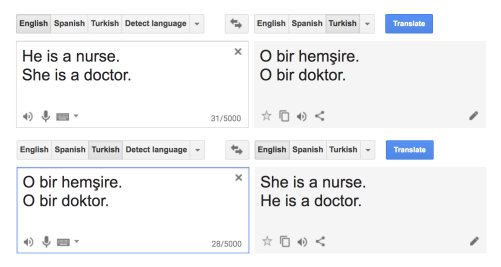 English Spanish Turkish Detect language English Spanish Turkish Translate
He is a nurse.
She is a doctor.
31/5000
O bir hemşire.
O bir doktor.
English Spanish Turkish Detect language English Spanish Turkish Translate
O bir hemşire.
O bir doktor.
28/5000
She is a nurse.
He is a doctor.